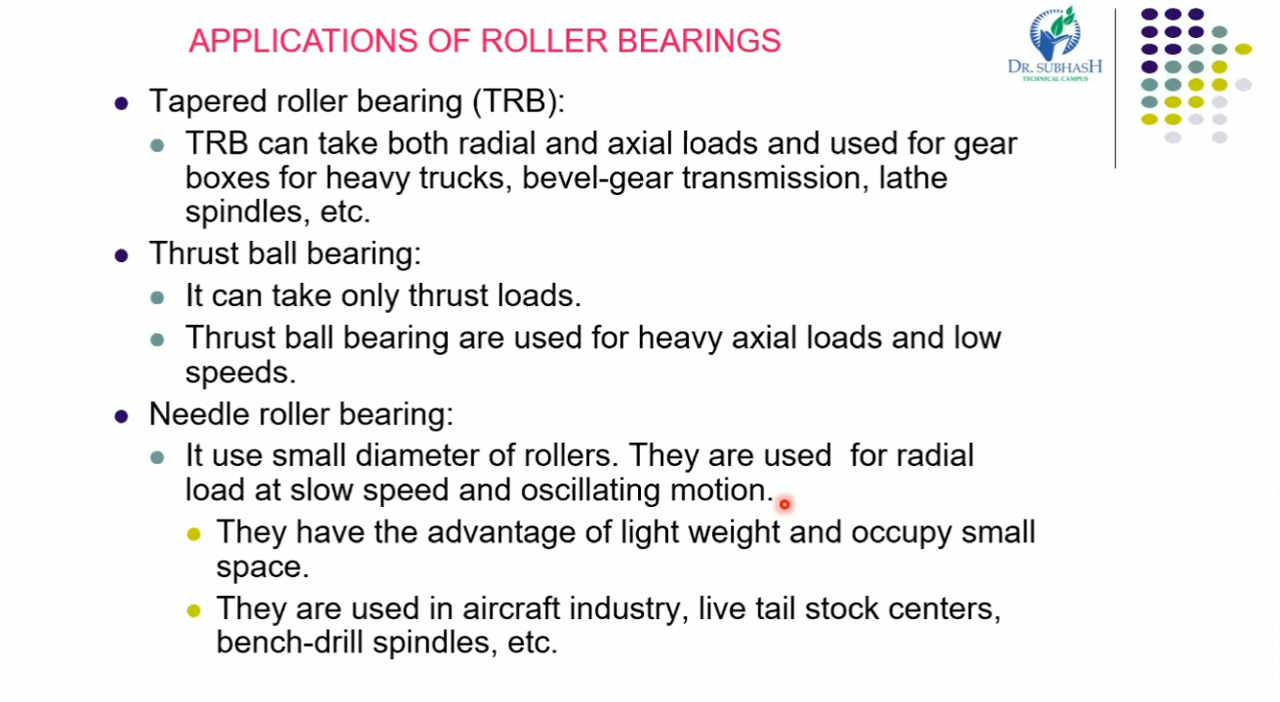 APPLICATIONS OF ROLLER BEARINGS
DR. SUBHASH
TECHNICAL CAMPUS
Tapered roller bearing (TRB):
TRB can take both radial and axial loads and used for gear
boxes for heavy trucks, bevel-gear transmission, lathe
spindles, etc.
Thrust ball bearing:
It can take only thrust loads.
Thrust ball bearing are used for heavy axial loads and low
speeds.
Needle roller bearing:
It use small diameter of rollers. They are used for radial
load at slow speed and oscillating motion.
They have the advantage of light weight and occupy small
space.
They are used in aircraft industry, live tail stock centers,
bench-drill spindles, etc.